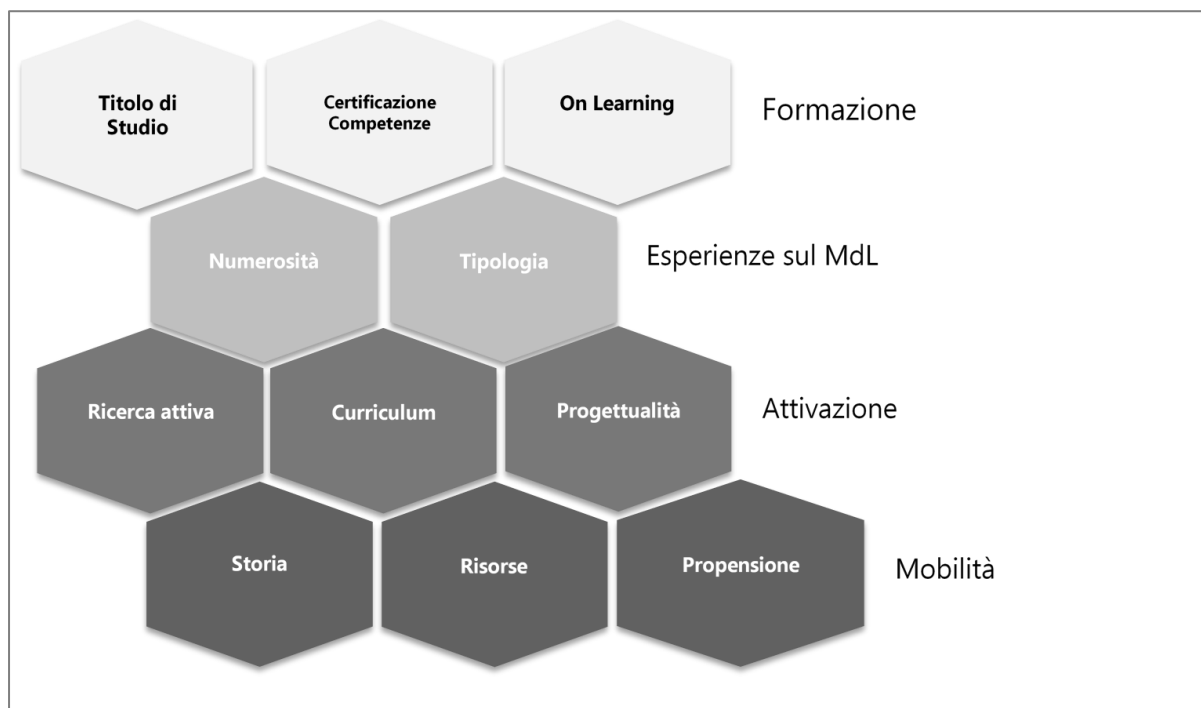 Titolo di
Studio
Certificazione
Competenze
On Learning
Formazione
Numerosità
Tipologia
Esperienze sul MdL
Ricerca attiva
Curriculum
Progettualità
Attivazione
Storia
Risorse
Propensione
Mobilità